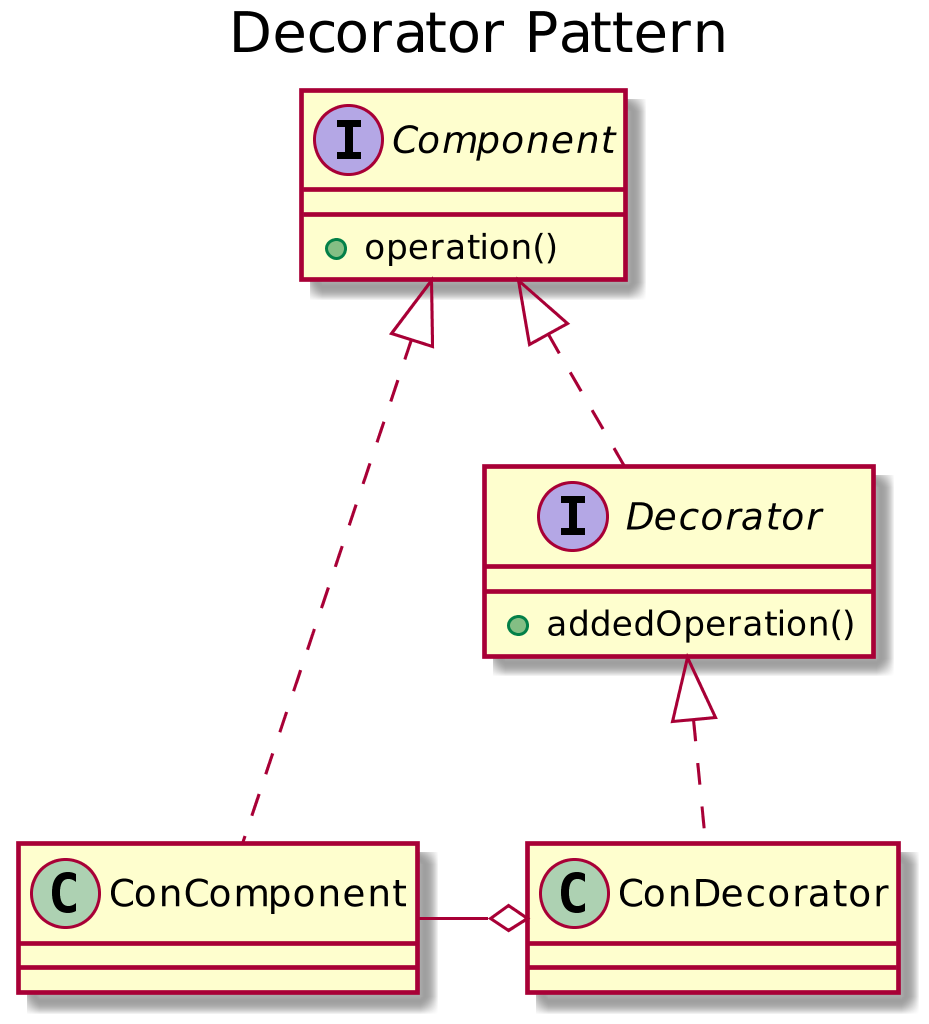 Decorator Pattern
I Component
operation()
I Decorator
addedOperation()
C ConComponent
C ConDecorator